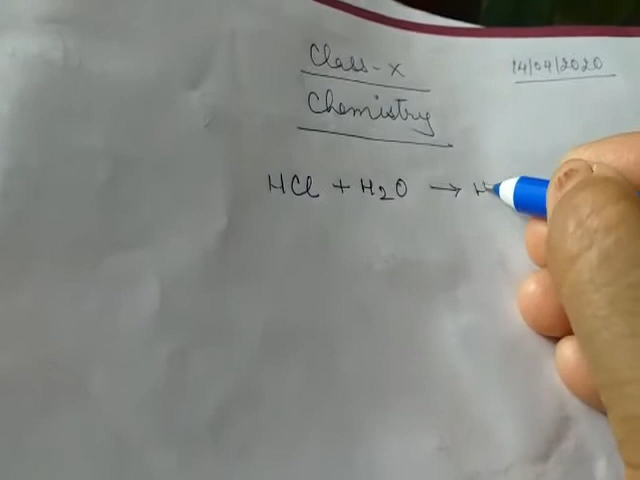 Class-X
14/04/2020
Chemistry
HCl + H2O → H